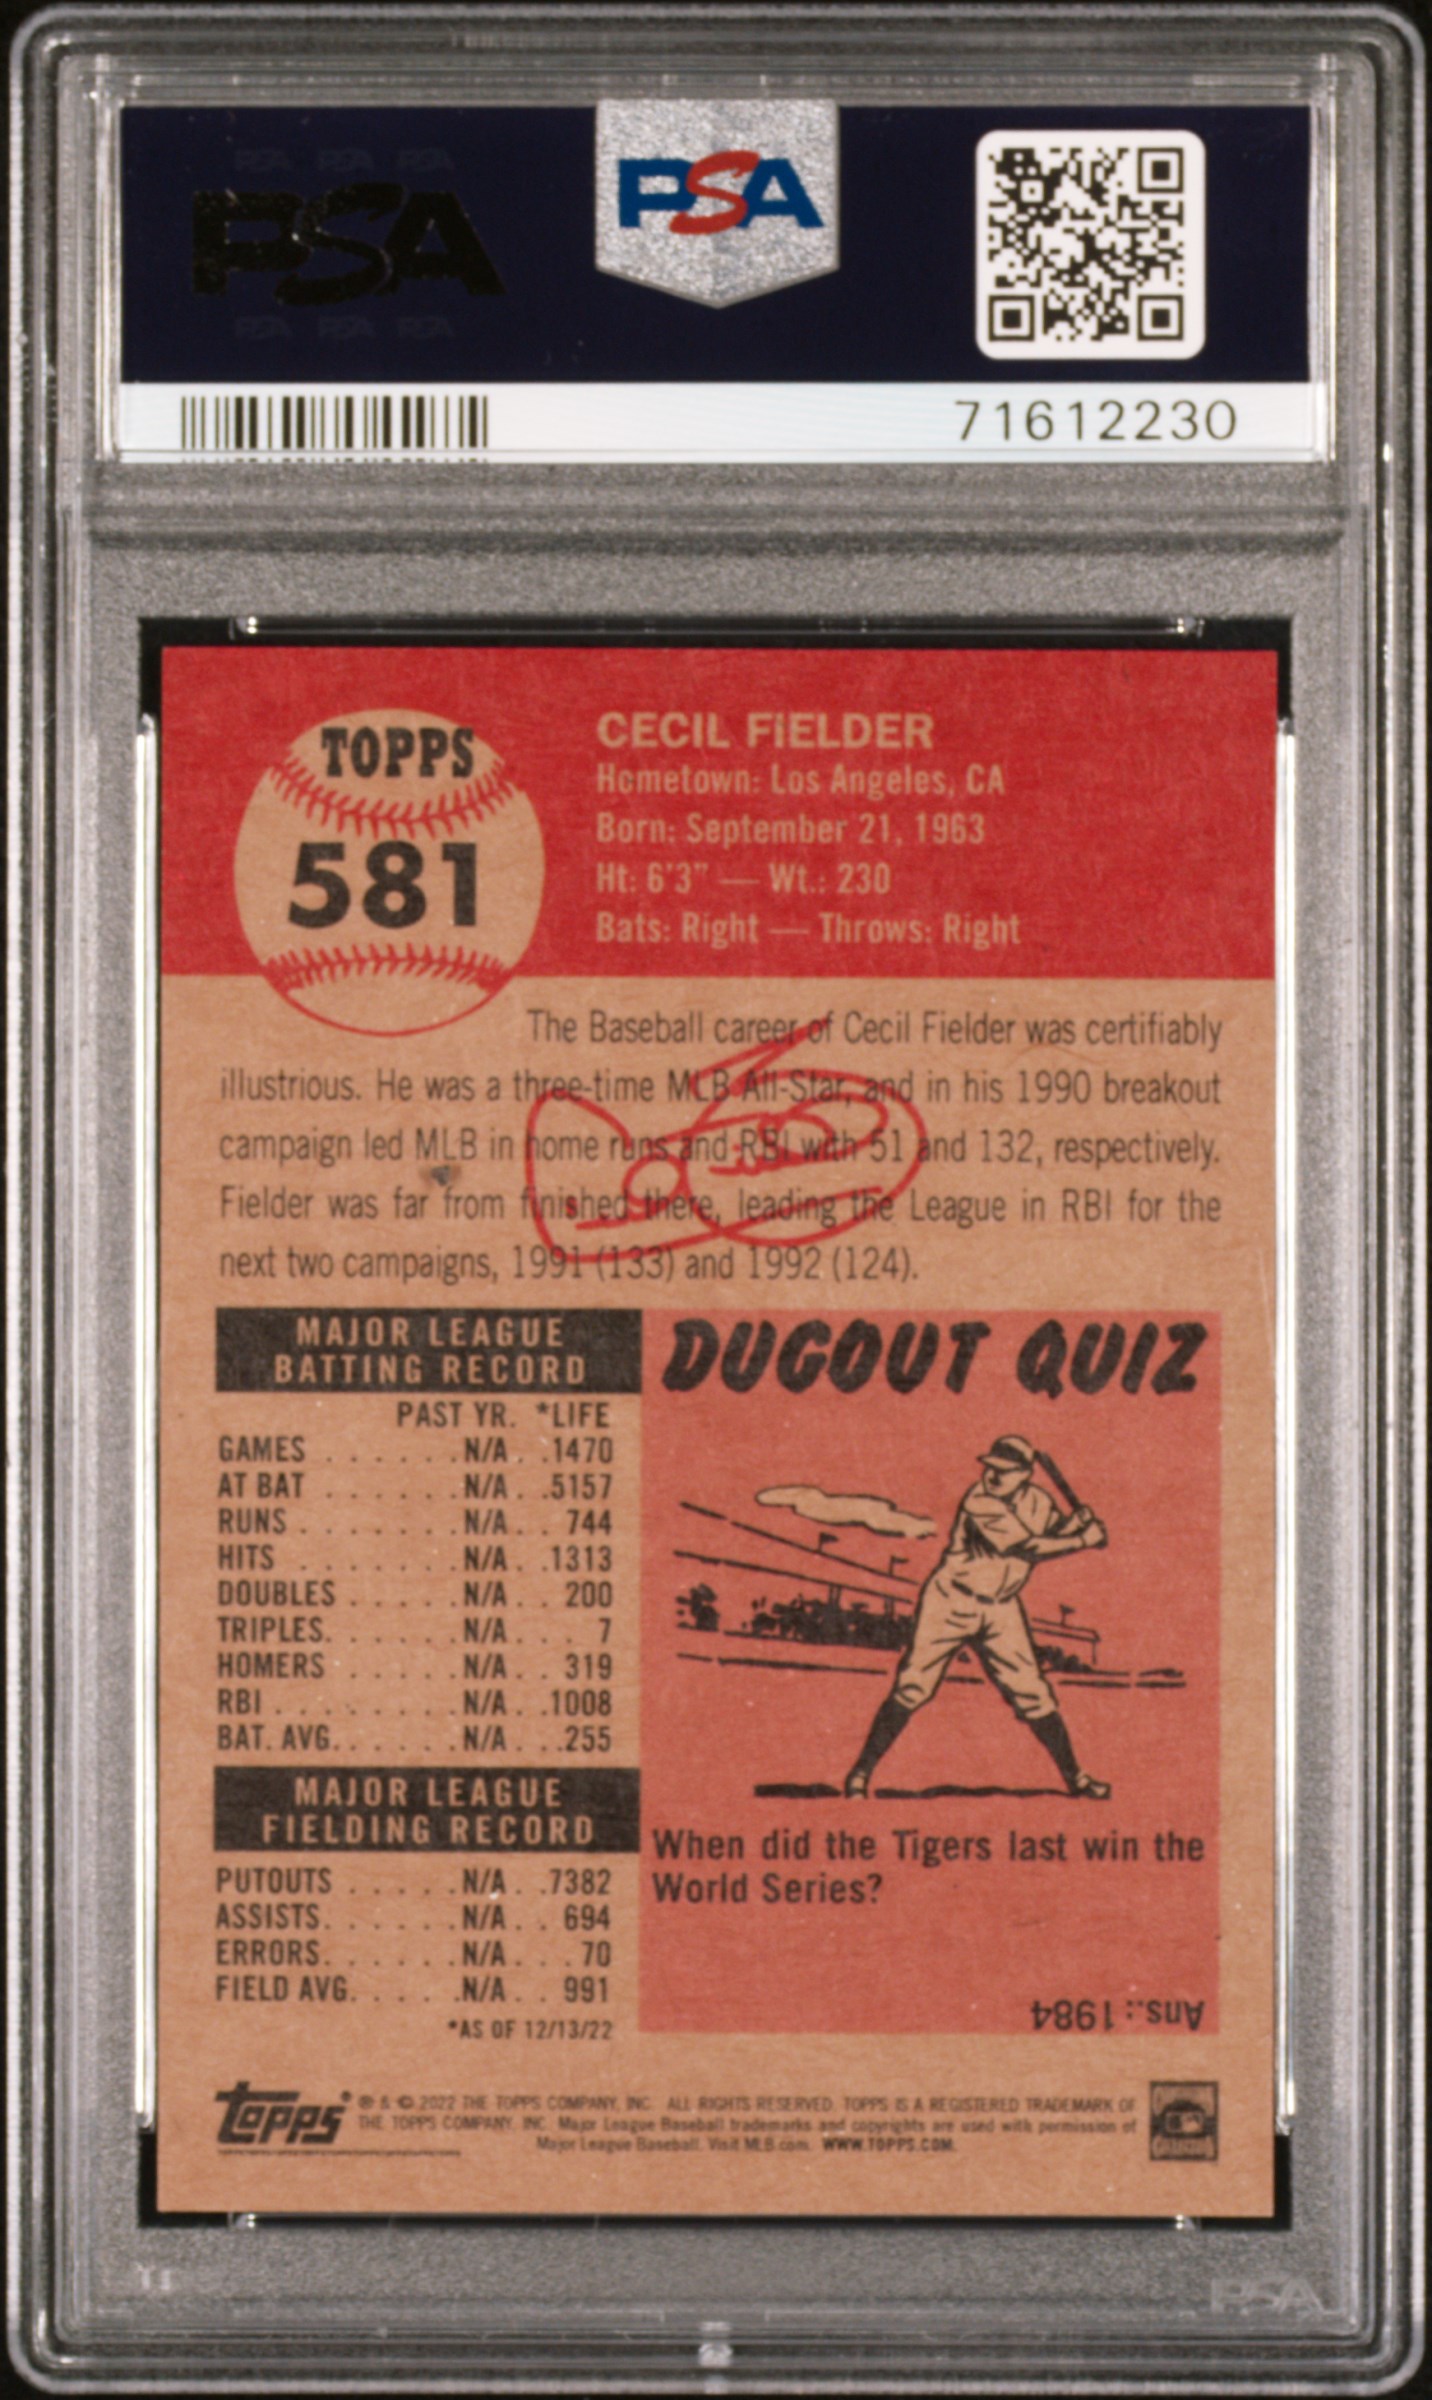 PSA PSA PSA
PSA
PSA PSA PSA
PSA
71612230
TOPPS
581
CECIL FiELDER
Hometown: Los Angeles, CA
Born: September 21, 1963
Ht: 6'3" — Wt.: 230
Bats: Right — Throws: Right
The Baseball career of Cecil Fielder was certifiably
illustrious. He was a three-time MLB All-Star, and in his 1990 breakout
campaign led MLB in home runs and RBI with 51 and 132, respectively.
Fielder was far from finished there, leading the League in RBI for the
next two campaigns, 1991 (133) and 1992 (124).
MAJOR LEAGUE
BATTING RECORD
PAST YR. *LIFE
GAMES . . . . . . .N/A . .1470
AT BAT . . . . . . .N/A . .5157
RUNS . . . . . . . .N/A . . 744
HITS . . . . . . . .N/A . .1313
DOUBLES . . . . . .N/A . . 200
TRIPLES. . . . . . .N/A . . . 7
HOMERS . . . . . .N/A . . 319
RBI . . . . . . . . .N/A . .1008
BAT. AVG. . . . . . .N/A . . .255
MAJOR LEAGUE
FIELDING RECORD
PUTOUTS . . . . . .N/A . .7382
ASSISTS. . . . . . .N/A . . 694
ERRORS. . . . . . .N/A . . . 70
FIELD AVG. . . . . .N/A . . 991
*AS OF 12/13/22
DUGOUT QUIZ
When did the Tigers last win the
World Series?
Ans.: 1984
topps
® & © 2022 THE TOPPS COMPANY, INC. ALL RIGHTS RESERVED. TOPPS IS A REGISTERED TRADEMARK OF
THE TOPPS COMPANY, INC. Major League Baseball trademarks and copyrights are used with permission of
Major League Baseball. Visit MLB.com. WWW.TOPPS.COM.
PSA